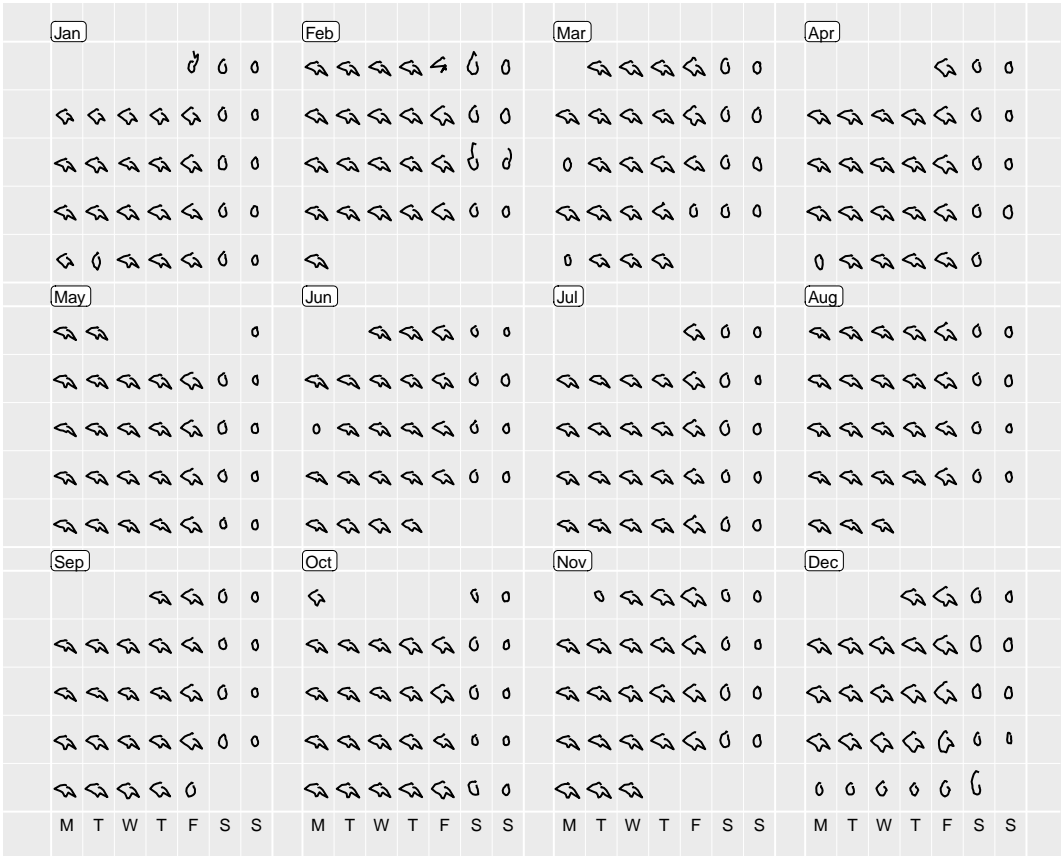 Jan Feb Mar Apr
May Jun Jul Aug
Sep Oct Nov Dec
M T W T F S S M T W T F S S M T W T F S S M T W T F S S